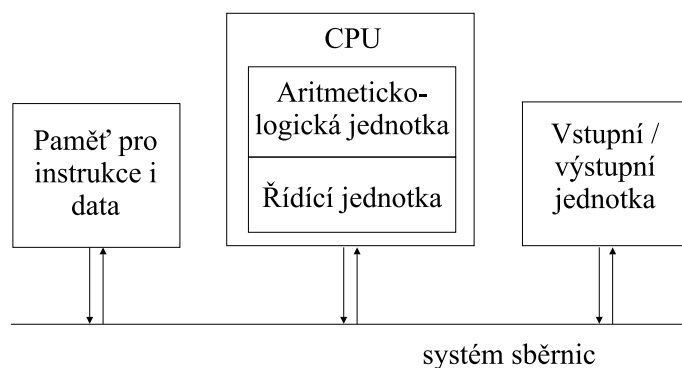 CPU
Aritmeticko-
logická jednotka
Řídící jednotka
Paměť pro
instrukce i
data
Vstupní /
výstupní
jednotka
systém sběrnic